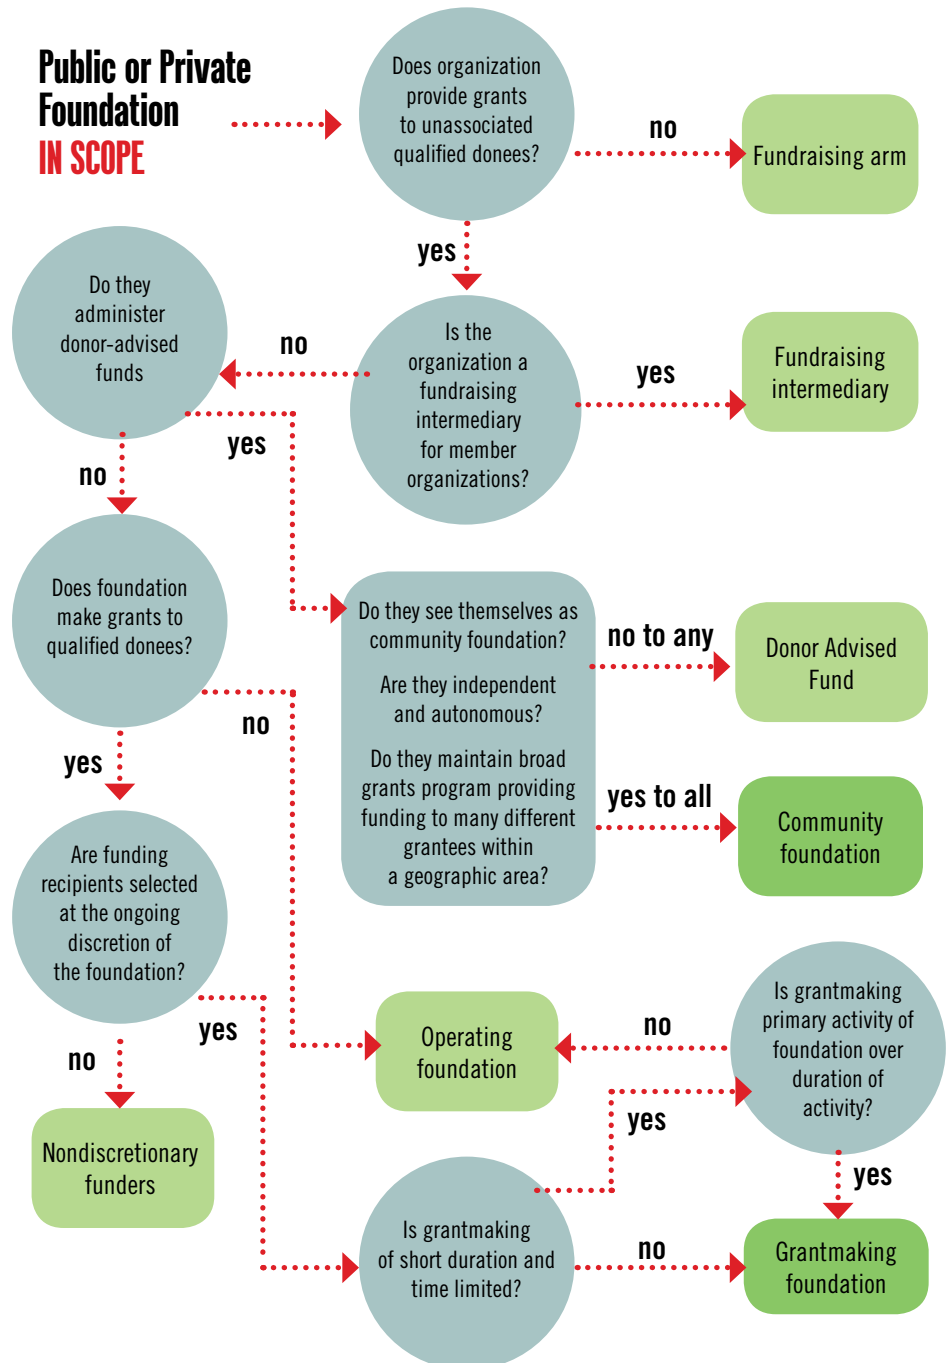 Public or Private
Foundation
IN SCOPE
Does organization
provide grants
to unassociated
qualified donees?
no
Fundraising arm
yes
Do they
administer
donor-advised
funds
no
Is the
organization a
fundraising
intermediary
for member
organizations?
yes
Fundraising
intermediary
yes
no
Does foundation
make grants to
qualified donees?
Do they see themselves as
community foundation?
Are they independent
and autonomous?
Do they maintain broad
grants program providing
funding to many different
grantees within
a geographic area?
no to any
Donor Advised
Fund
yes to all
Community
foundation
no
yes
Are funding
recipients selected
at the ongoing
discretion of
the foundation?
yes
no
Nondiscretionary
funders
Operating
foundation
no
Is grantmaking
primary activity of
foundation over
duration of
activity?
yes
yes
Is grantmaking
of short duration and
time limited?
no
Grantmaking
foundation